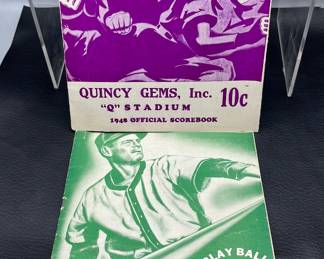 QUINCY GEMS, Inc. 10c
"Q" STADIUM
1948 OFFICIAL SCOREBOOK
PLAY BALL